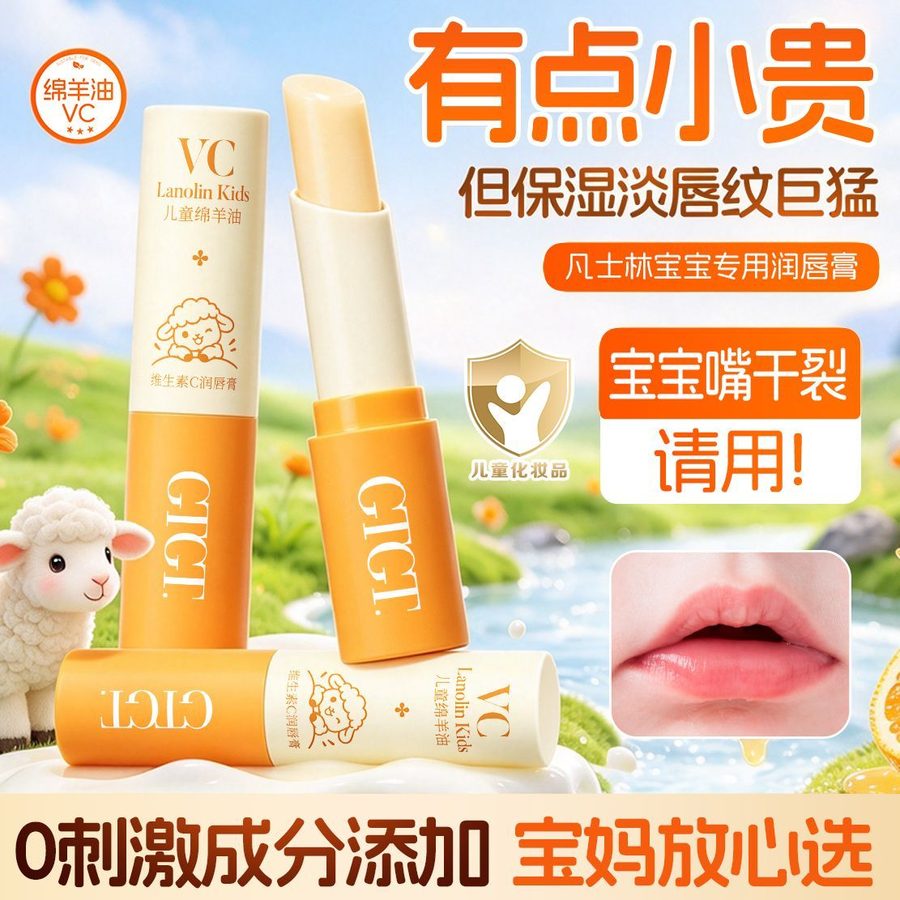 绵羊油
VC
有点小贵
但保湿淡唇纹巨猛
凡士林宝宝专用润唇膏
宝宝嘴干裂
请用!
儿童化妆品
VC
Lanolin Kids
儿童绵羊油
维生素C润唇膏
GIGI.
GIGI.
GIGI.
维生素C润唇膏
VC
Lanolin Kids
儿童绵羊油
0刺激成分添加 宝妈放心选